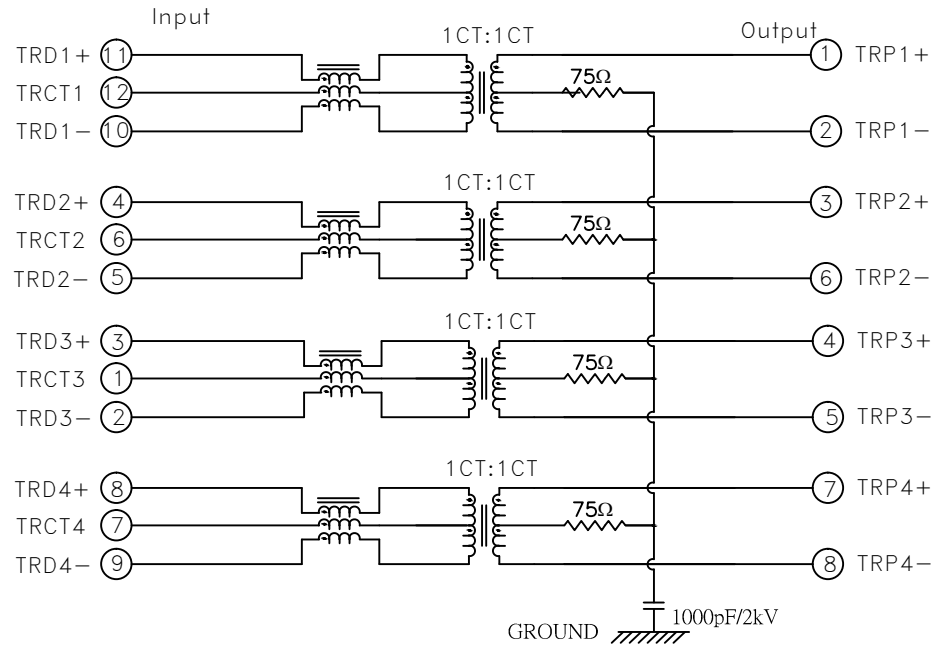 Input
Output
1CT:1CT
TRD1+ 11
1 TRP1+
75Ω
TRCT1 12
TRD1− 10
2 TRP1−
1CT:1CT
TRD2+ 4
3 TRP2+
75Ω
TRCT2 6
TRD2− 5
6 TRP2−
1CT:1CT
TRD3+ 3
4 TRP3+
75Ω
TRCT3 1
TRD3− 2
5 TRP3−
1CT:1CT
TRD4+ 8
7 TRP4+
75Ω
TRCT4 7
TRD4− 9
8 TRP4−
1000pF/2kV
GROUND